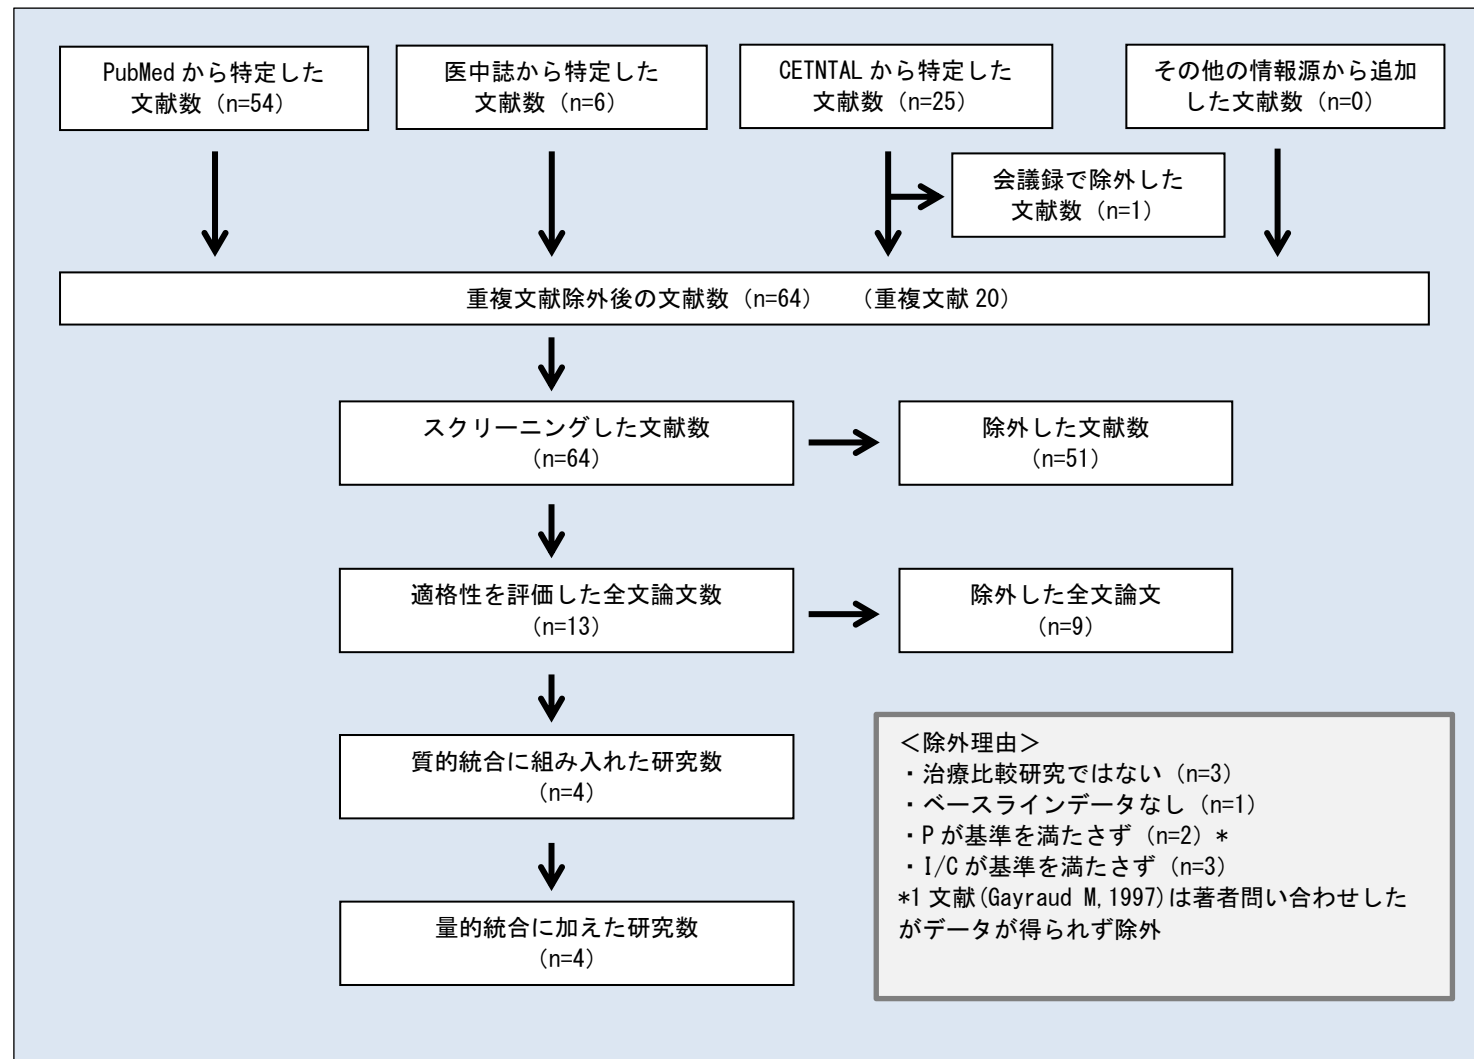 PubMed から特定した
文献数（n=54）
医中誌から特定した
文献数（n=6）
CETNTAL から特定した
文献数（n=25）
その他の情報源から追加
した文献数（n=0）
会議録で除外した
文献数（n=1）
重複文献除外後の文献数（n=64）　（重複文献 20）
スクリーニングした文献数
（n=64）
除外した文献数
（n=51）
適格性を評価した全文論文数
（n=13）
除外した全文論文
（n=9）
質的統合に組み入れた研究数
（n=4）
＜除外理由＞
・治療比較研究ではない（n=3）
・ベースラインデータなし（n=1）
・P が基準を満たさず（n=2）*
・I/C が基準を満たさず（n=3）
*1 文献(Gayraud M,1997)は著者問い合わせした
がデータが得られず除外
量的統合に加えた研究数
（n=4）